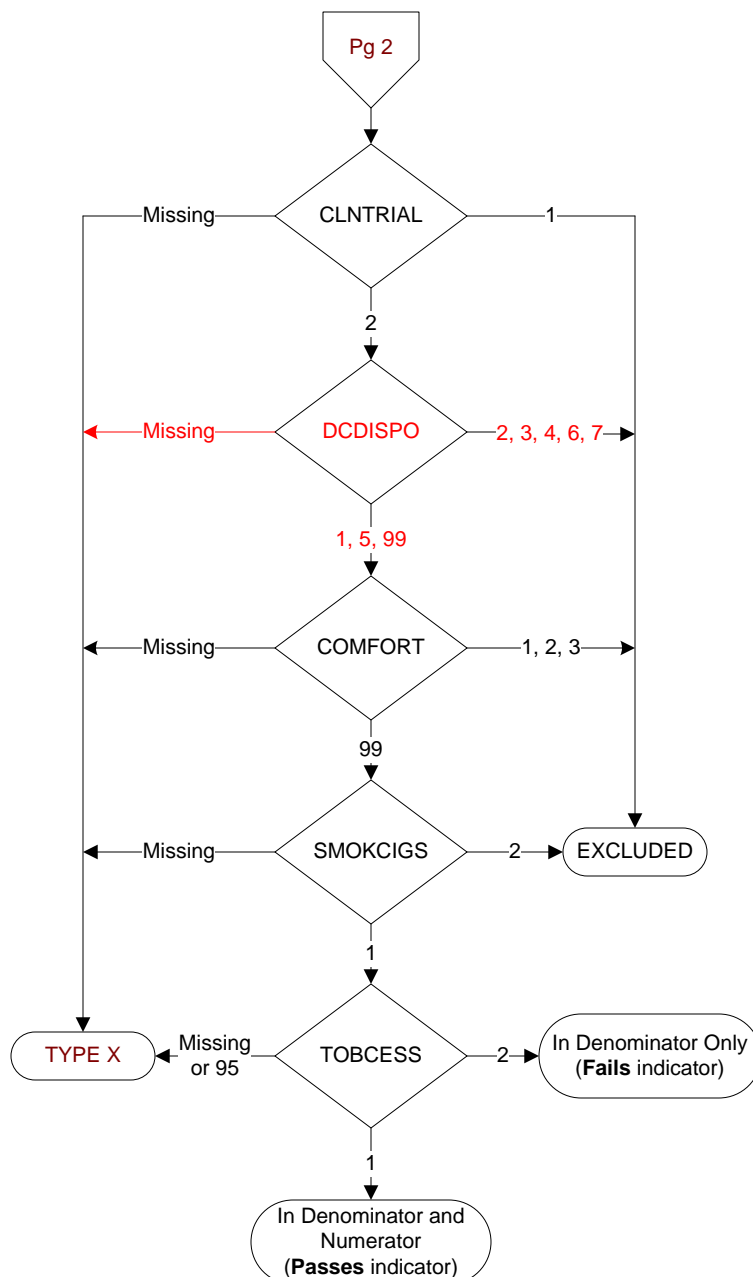 Pg 2
Missing
CLNTRIAL
1
2
Missing
DCDISPO
2, 3, 4, 6, 7
1, 5, 99
Missing
COMFORT
1, 2, 3
99
Missing
SMOKCIGS
2
EXCLUDED
1
TYPE X
Missing
or 95
TOBCESS
2
In Denominator Only
(Fails indicator)
1
In Denominator and
Numerator
(Passes indicator)